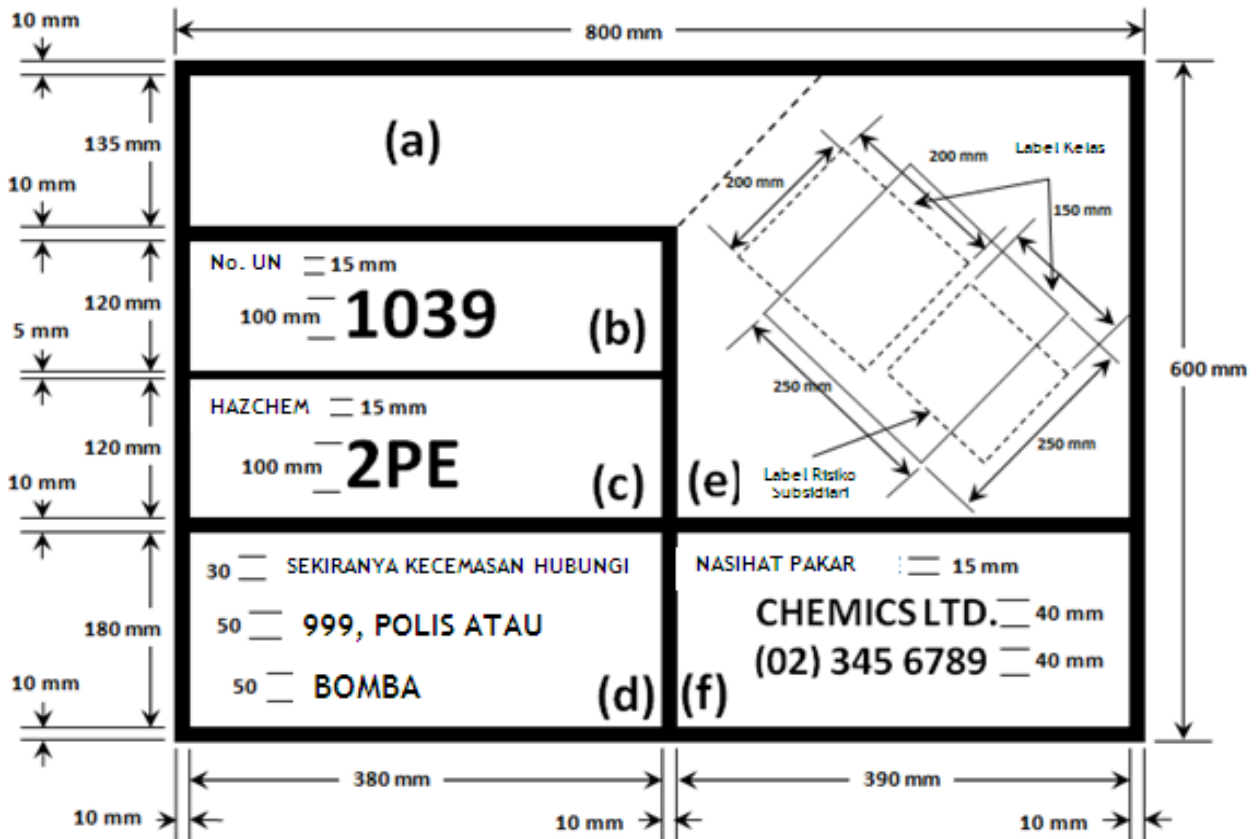 10 mm
800 mm
135 mm
(a)
200 mm
Label Kelas
200 mm
10 mm
150 mm
No. UN 15 mm
120 mm
100 mm 1039
(b)
5 mm
600 mm
250 mm
HAZCHEM 15 mm
120 mm
100 mm 2PE
250 mm
(c)
(e)
Label Risiko
Subsidiari
10 mm
30 SEKIRANYA KECEMASAN HUBUNGI
NASIHAT PAKAR 15 mm
CHEMICS LTD. 40 mm
180 mm
50 999, POLIS ATAU
(02) 345 6789 40 mm
10 mm
50 BOMBA
(d)
(f)
380 mm
390 mm
10 mm
10 mm
10 mm